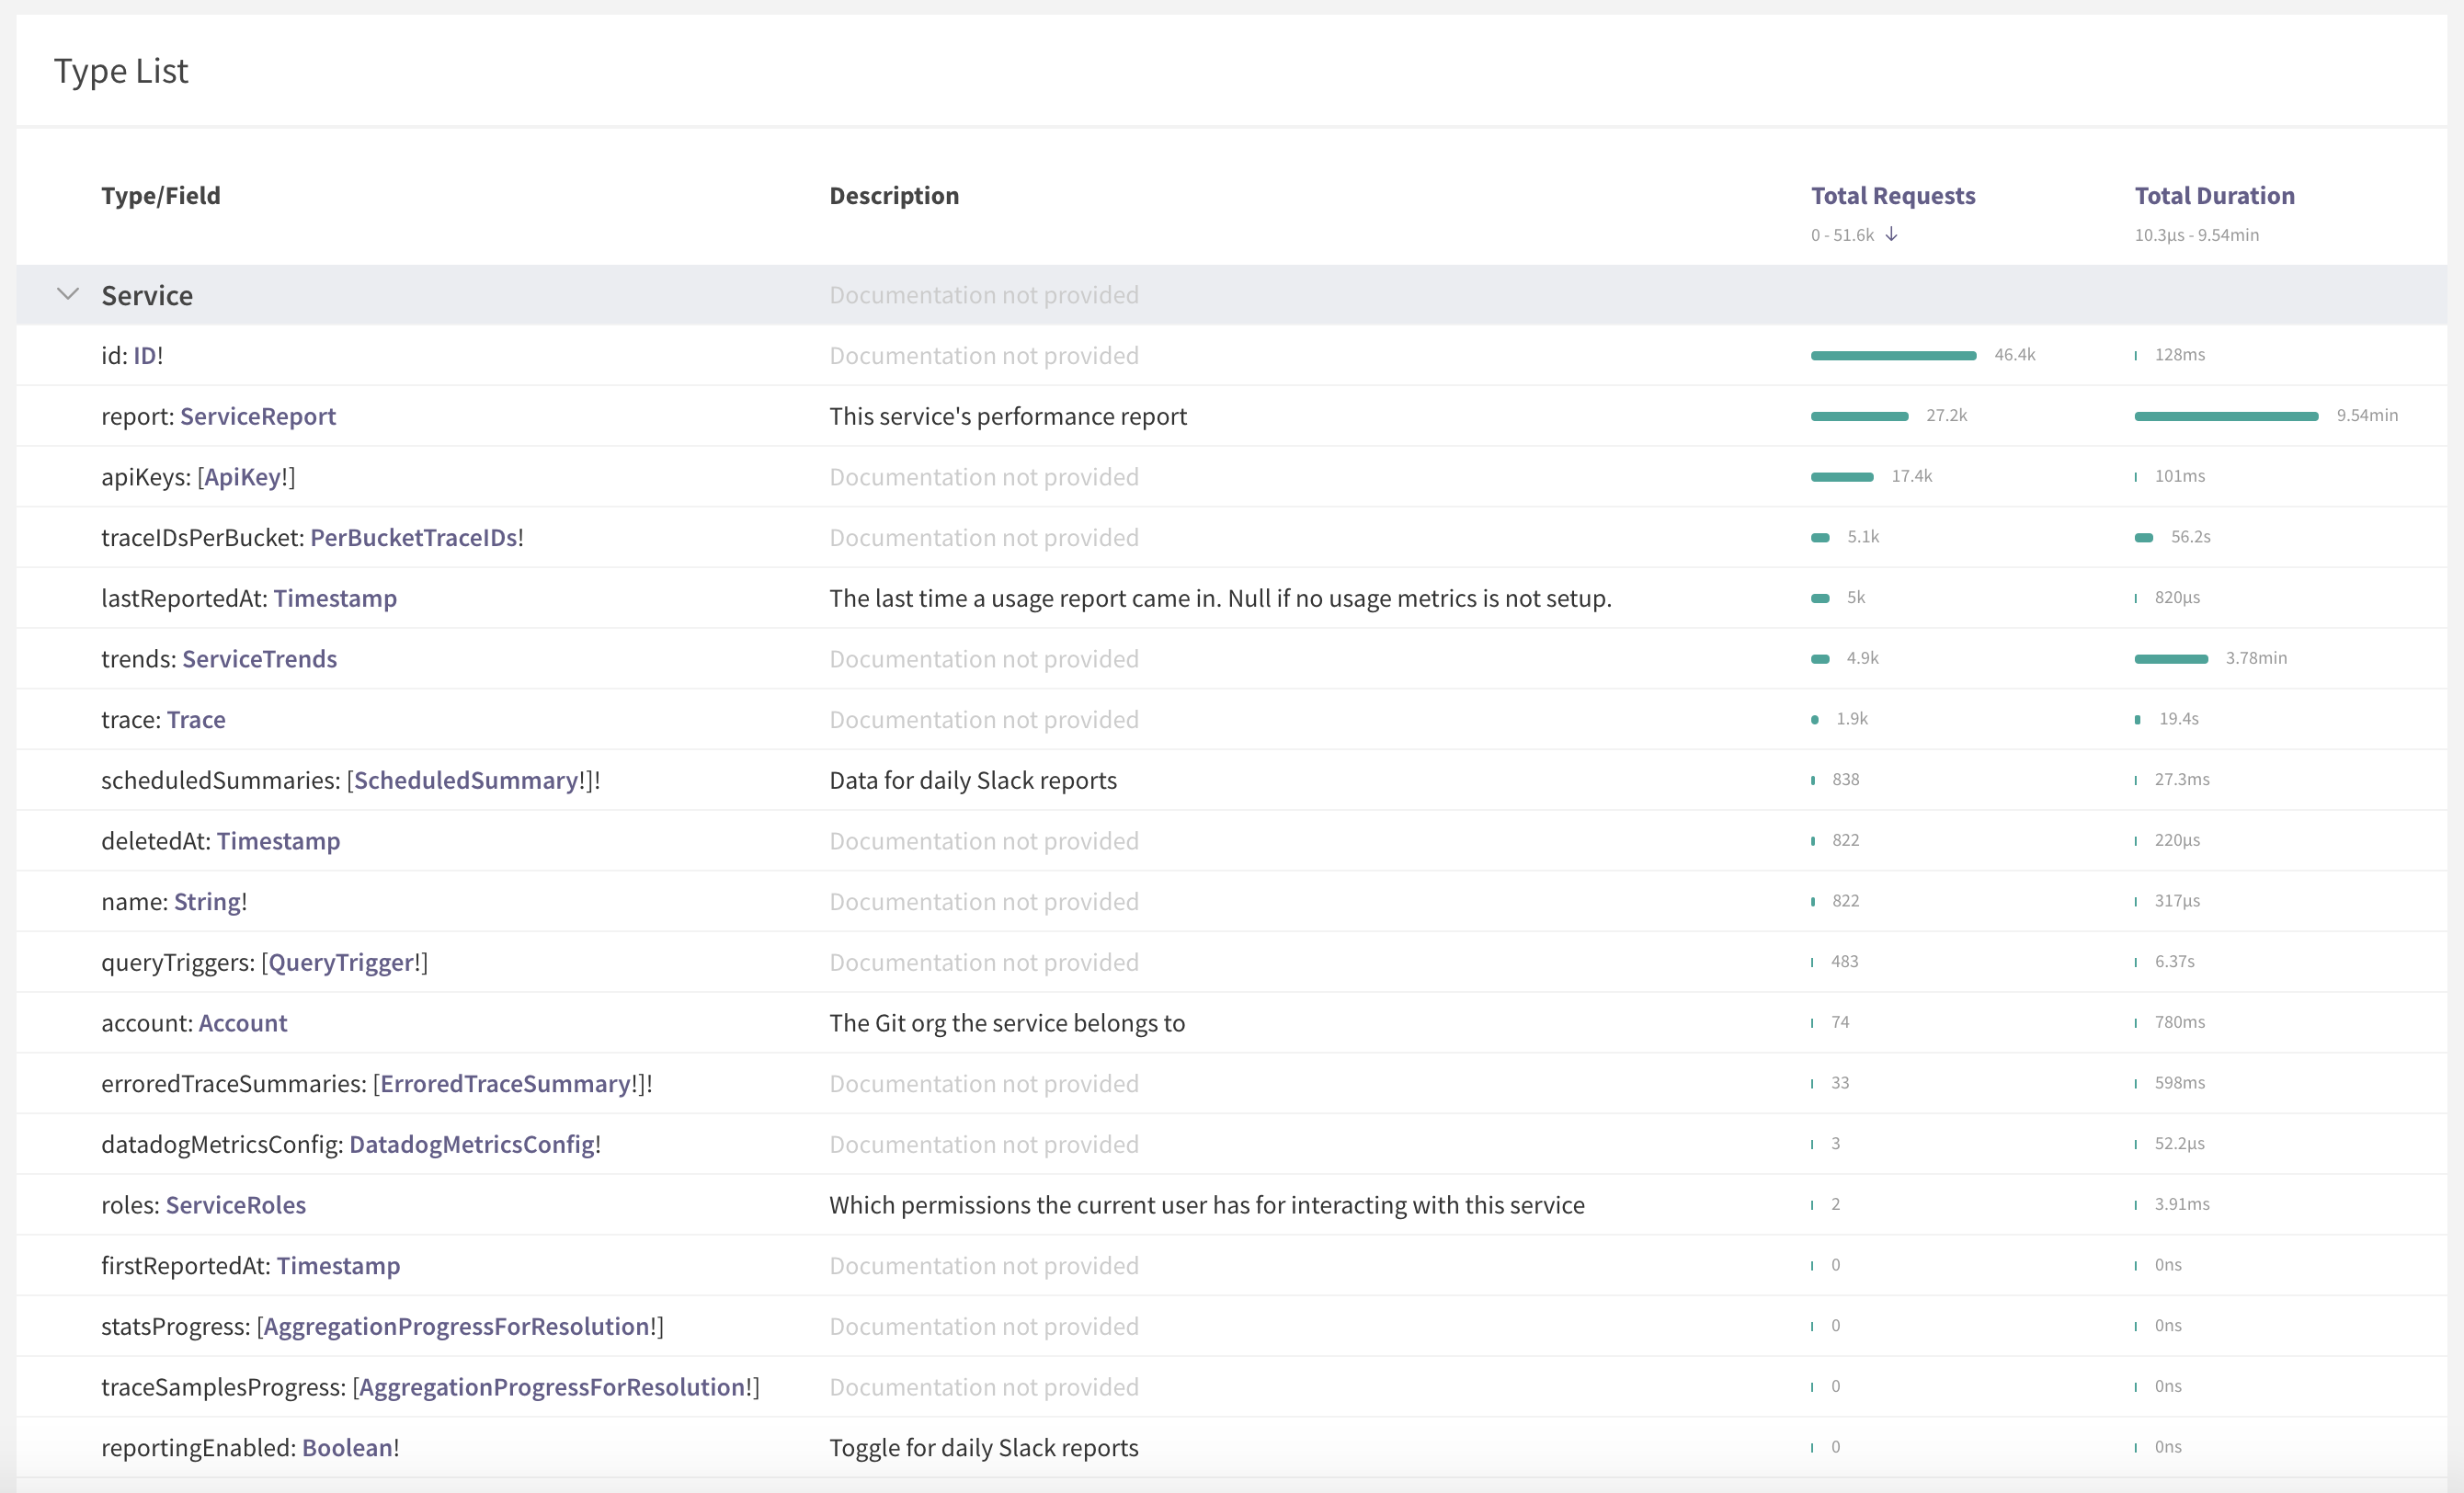 Type List
Type/Field Description Total Requests Total Duration
0 - 51.6k ↓ 10.3µs - 9.54min
Service Documentation not provided
id: ID! Documentation not provided 46.4k 128ms
report: ServiceReport This service's performance report 27.2k 9.54min
apiKeys: [ApiKey!] Documentation not provided 17.4k 101ms
traceIDsPerBucket: PerBucketTraceIDs! Documentation not provided 5.1k 56.2s
lastReportedAt: Timestamp The last time a usage report came in. Null if no usage metrics is not setup. 5k 820µs
trends: ServiceTrends Documentation not provided 4.9k 3.78min
trace: Trace Documentation not provided 1.9k 19.4s
scheduledSummaries: [ScheduledSummary!]! Data for daily Slack reports 838 27.3ms
deletedAt: Timestamp Documentation not provided 822 220µs
name: String! Documentation not provided 822 317µs
queryTriggers: [QueryTrigger!] Documentation not provided 483 6.37s
account: Account The Git org the service belongs to 74 780ms
erroredTraceSummaries: [ErroredTraceSummary!]! Documentation not provided 33 598ms
datadogMetricsConfig: DatadogMetricsConfig! Documentation not provided 3 52.2µs
roles: ServiceRoles Which permissions the current user has for interacting with this service 2 3.91ms
firstReportedAt: Timestamp Documentation not provided 0 0ns
statsProgress: [AggregationProgressForResolution!] Documentation not provided 0 0ns
traceSamplesProgress: [AggregationProgressForResolution!] Documentation not provided 0 0ns
reportingEnabled: Boolean! Toggle for daily Slack reports 0 0ns